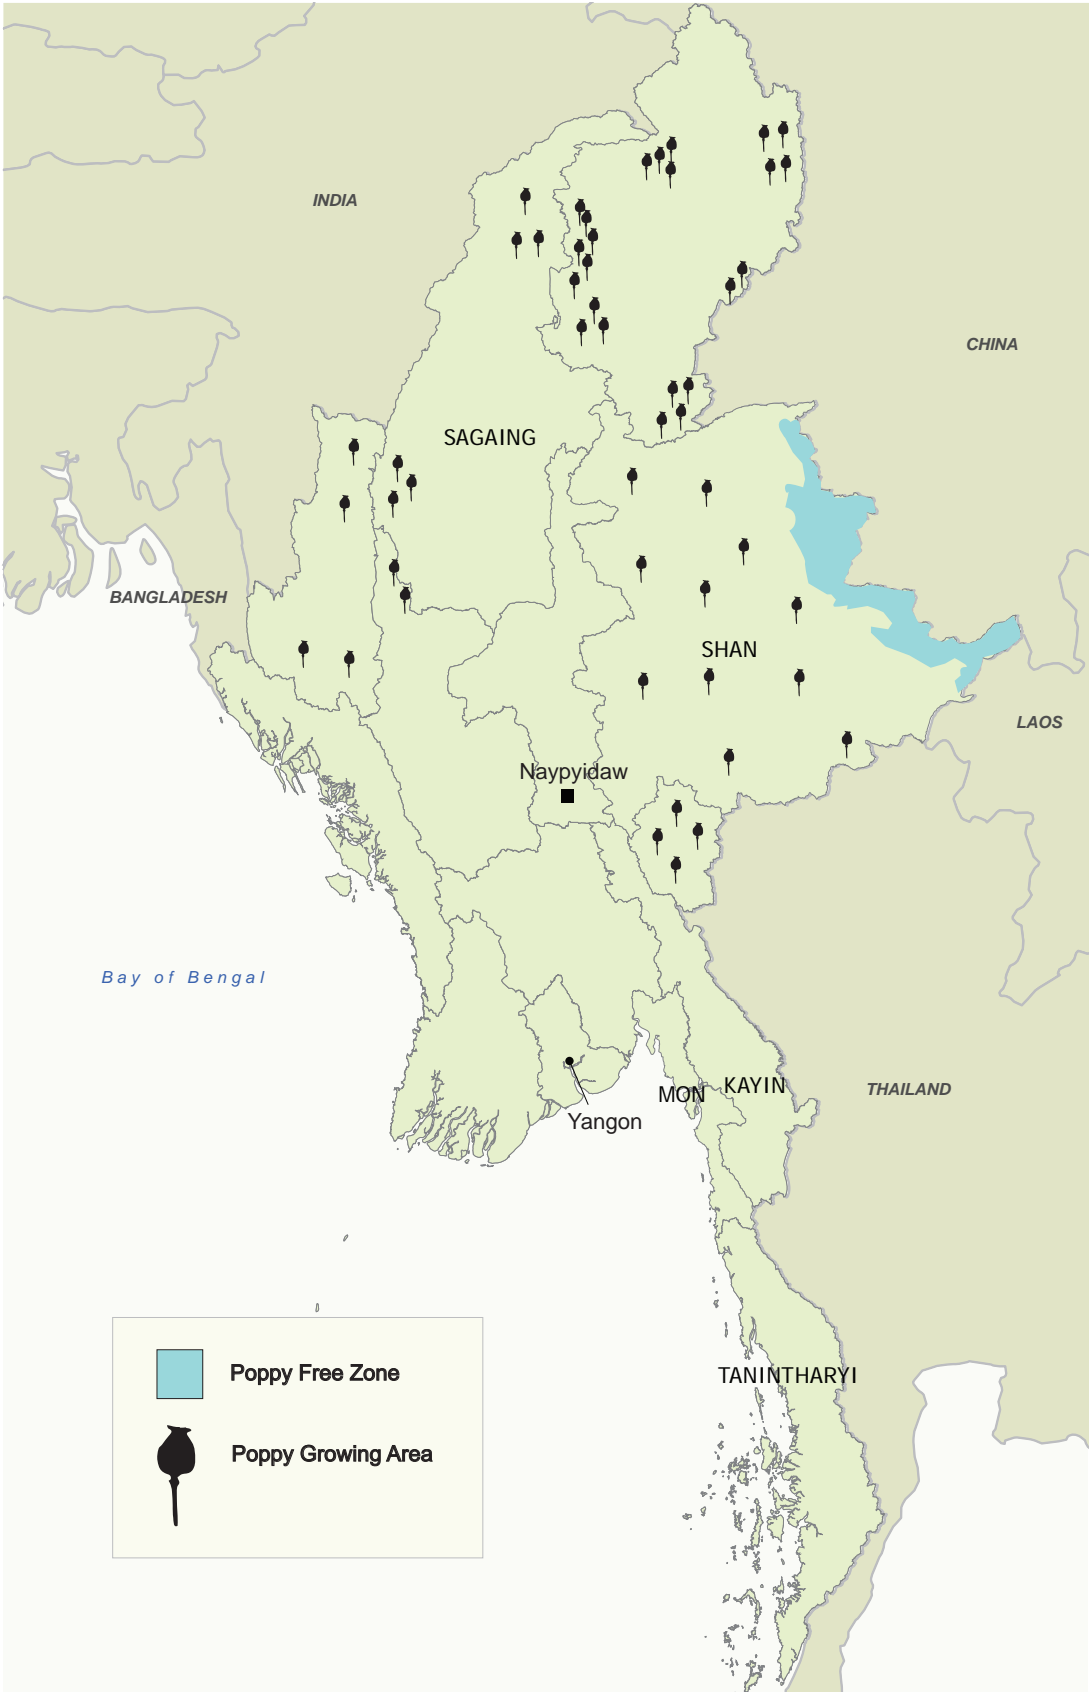 INDIA
CHINA
SAGAING
BANGLADESH
SHAN
LAOS
Naypyidaw
Bay of Bengal
KAYIN
MON
THAILAND
Yangon
TANINTHARYI
Poppy Free Zone
Poppy Growing Area